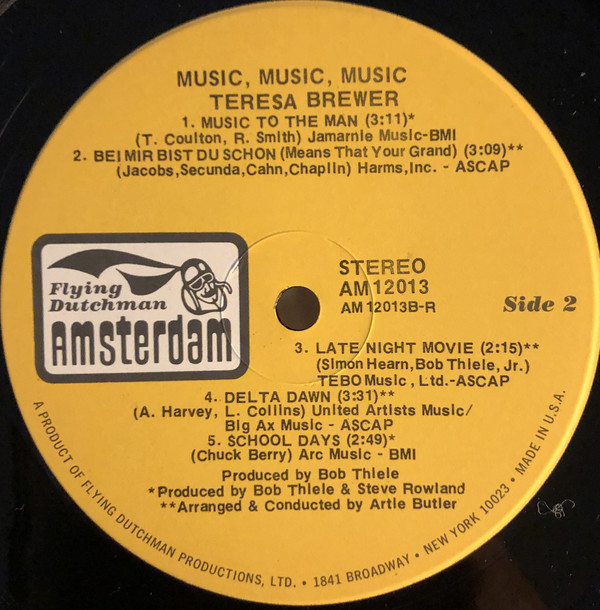 MUSIC, MUSIC, MUSIC
TERESA BREWER
1. MUSIC TO THE MAN (3:11)*
(T. Coulton, R. Smith) Jamarnie Music-BMI
2. BEI MIR BIST DU SCHON (Means That Your Grand) (3:09)**
(Jacobs,Secunda,Cahn,Chaplin) Harms,Inc. - ASCAP
Flying
Dutchman
Amsterdam
STEREO
AM 12013
AM 12013B-R
Side 2
3. LATE NIGHT MOVIE (2:15)**
(Simon Hearn, Bob Thiele, Jr.)
TEBO Music, Ltd.-ASCAP
4. DELTA DAWN (3:31)**
(A. Harvey, L. Collins) United Artists Music/
Big Ax Music - ASCAP
5. SCHOOL DAYS (2:49)*
(Chuck Berry) Arc Music - BMI
Produced by Bob Thiele
*Produced by Bob Thiele & Steve Rowland
**Arranged & Conducted by Artie Butler
A PRODUCT OF FLYING DUTCHMAN PRODUCTIONS, LTD. • 1841 BROADWAY • NEW YORK 10023 • MADE IN U.S.A.